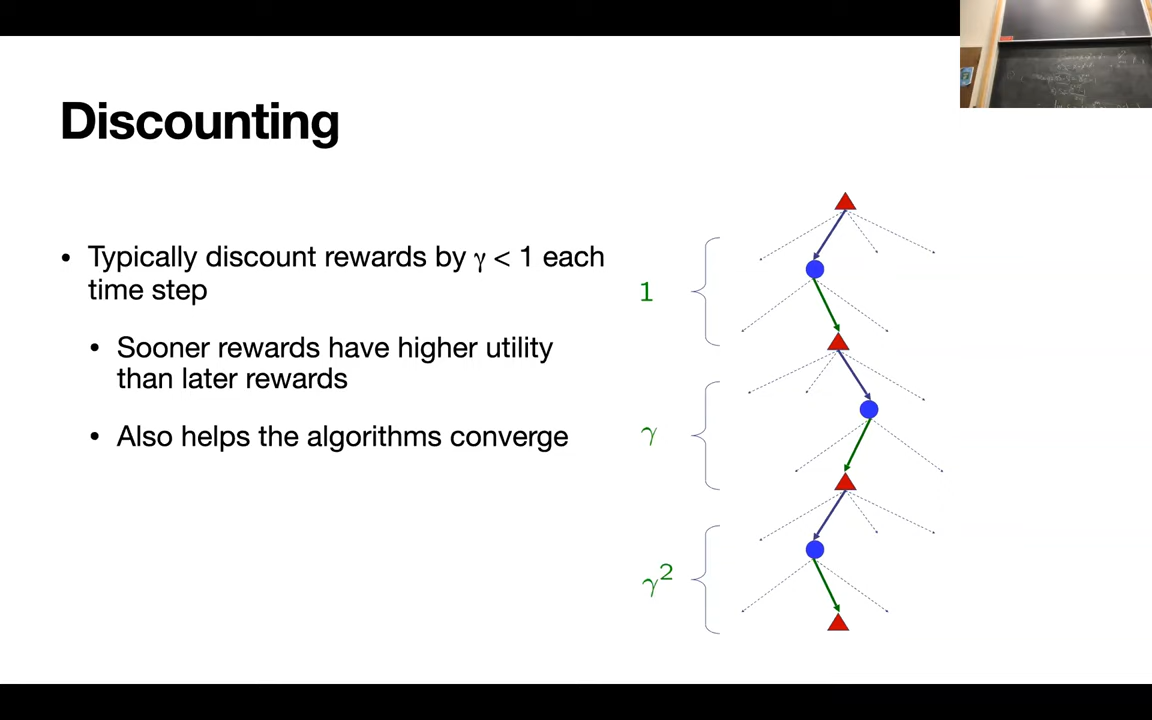 Discounting
• Typically discount rewards by γ < 1 each
time step
• Sooner rewards have higher utility
than later rewards
• Also helps the algorithms converge
1
γ
γ²